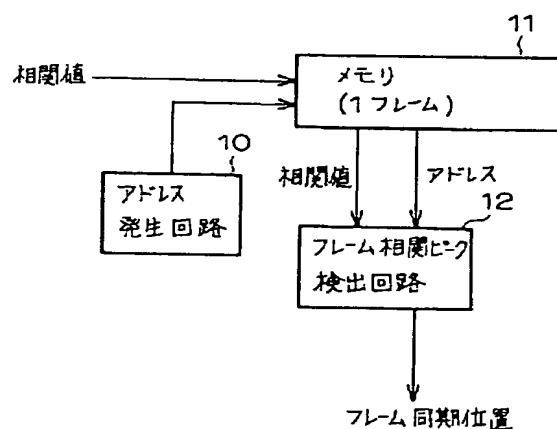 11
相関値
メモリ
(1フレーム)
10
アドレス
発生回路
相関値
アドレス
12
フレーム相関ピーク
検出回路
フレーム同期位置